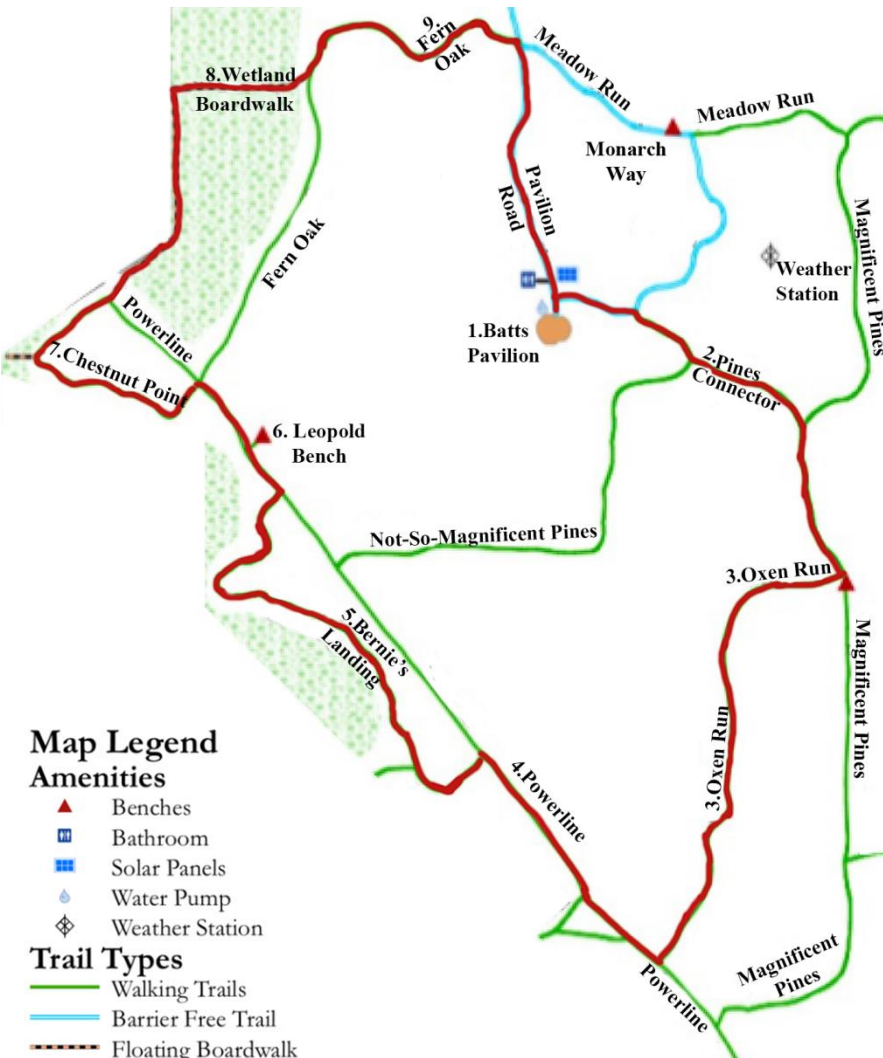 9.
Fern
Oak
8.Wetland
Boardwalk
Meadow Run
Meadow Run
Monarch
Way
Pavilion
Road
Magnificent Pines
Fern Oak
Weather
Station
Powerline
1.Batts
Pavilion
7.Chestnut Point
2.Pines
Connector
6. Leopold
Bench
Not-So-Magnificent Pines
3.Oxen Run
5.Bernie's
Landing
Magnificent Pines
3.Oxen Run
4.Powerline
Magnificent
Pines
Powerline
Map Legend
Amenities
Benches
Bathroom
Solar Panels
Water Pump
Weather Station
Trail Types
Walking Trails
Barrier Free Trail
Floating Boardwalk